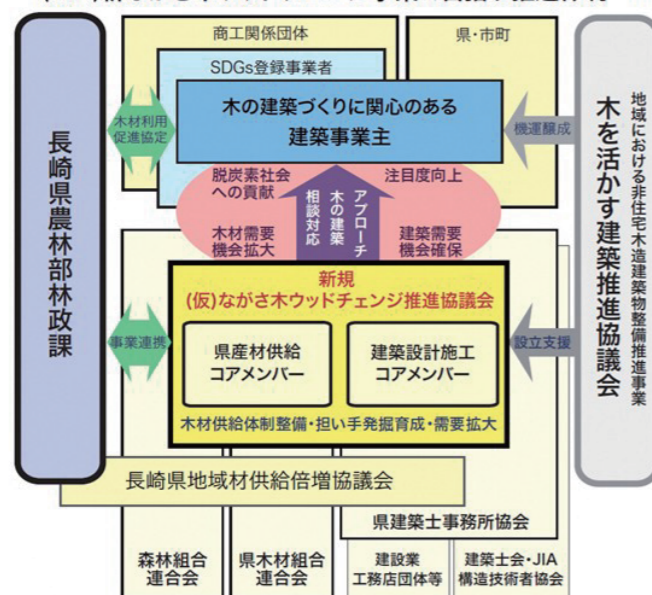 商工関係団体
県・市町
SDGs登録事業者
木の建築づくりに関心のある
建築事業主
木材利用
促進協定
機運醸成
長崎県農林部林政課
地域における非住宅木造建築物整備推進事業
木を活かす建築推進協議会
脱炭素社会
への貢献
注目度向上
アプローチ
木の建築
相談対応
木材需要
機会拡大
建築需要
機会確保
新規
(仮)ながさ木ウッドチェンジ推進協議会
事業連携
県産材供給
コアメンバー
建築設計施工
コアメンバー
設立支援
木材供給体制整備・担い手発掘育成・需要拡大
長崎県地域材供給倍増協議会
県建築士事務所協会
森林組合
連合会
県木材組合
連合会
建設業
工務店団体等
建築士会・JIA
構造技術者協会